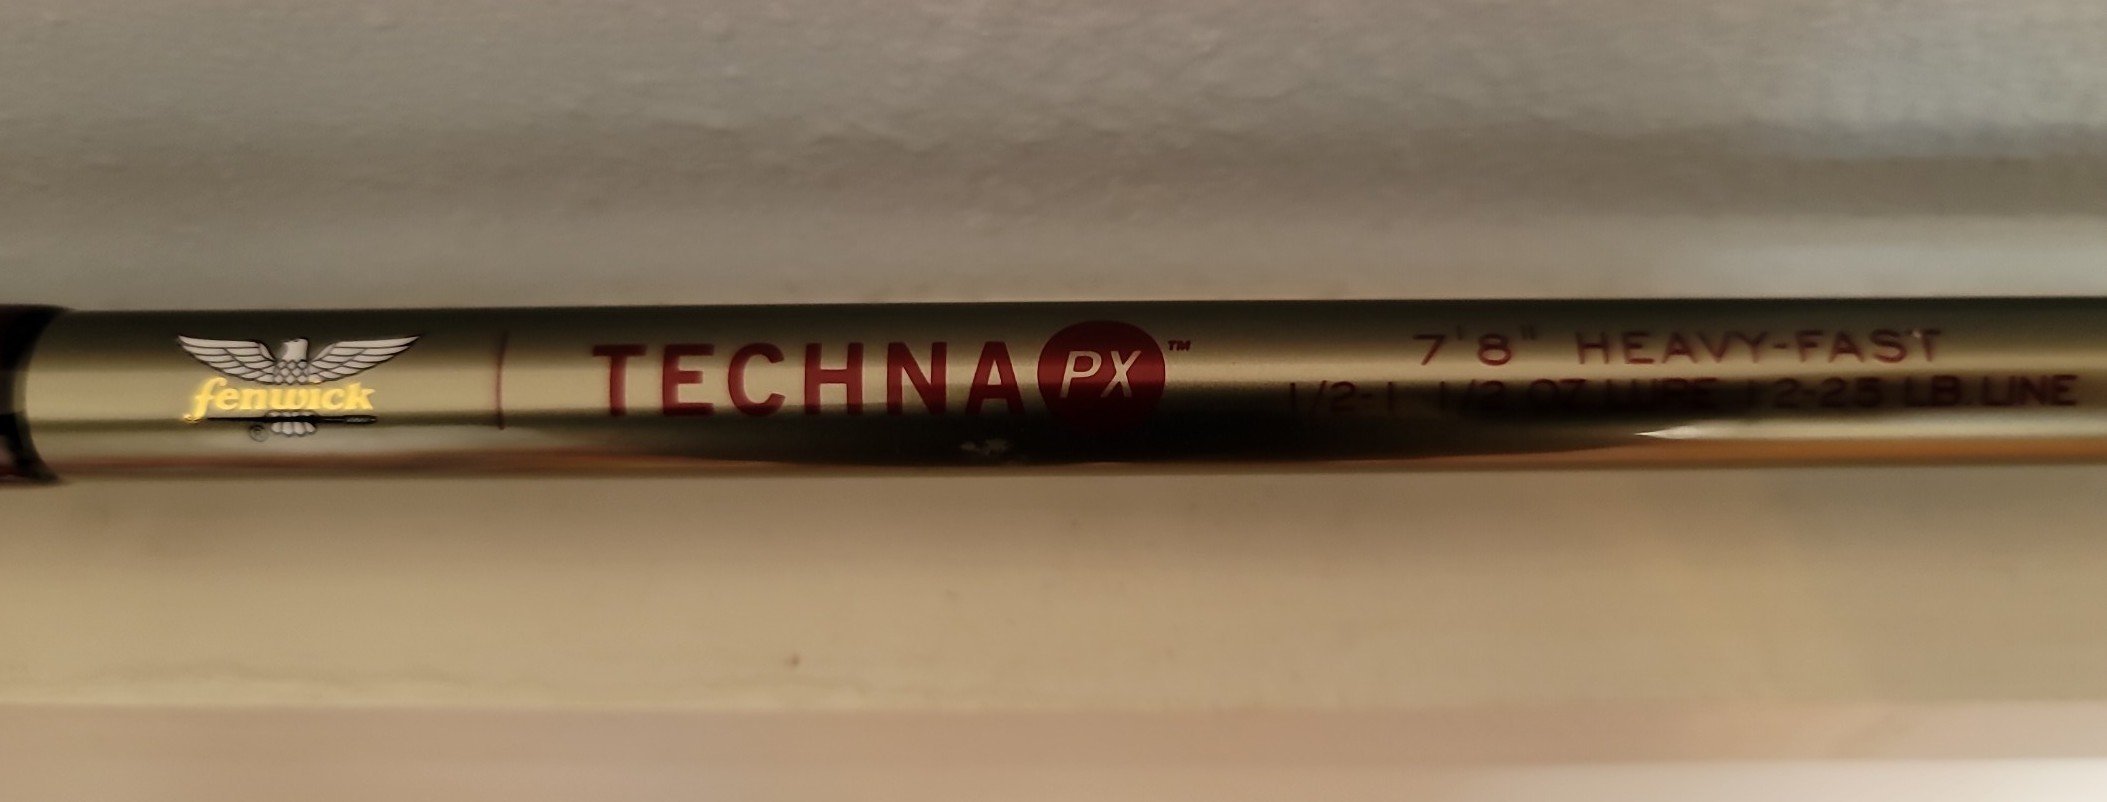 fenwick
®
TECHNA PX™
7'8" HEAVY-FAST
1/2-1 1/2 OZ LURE 12-25 LB LINE